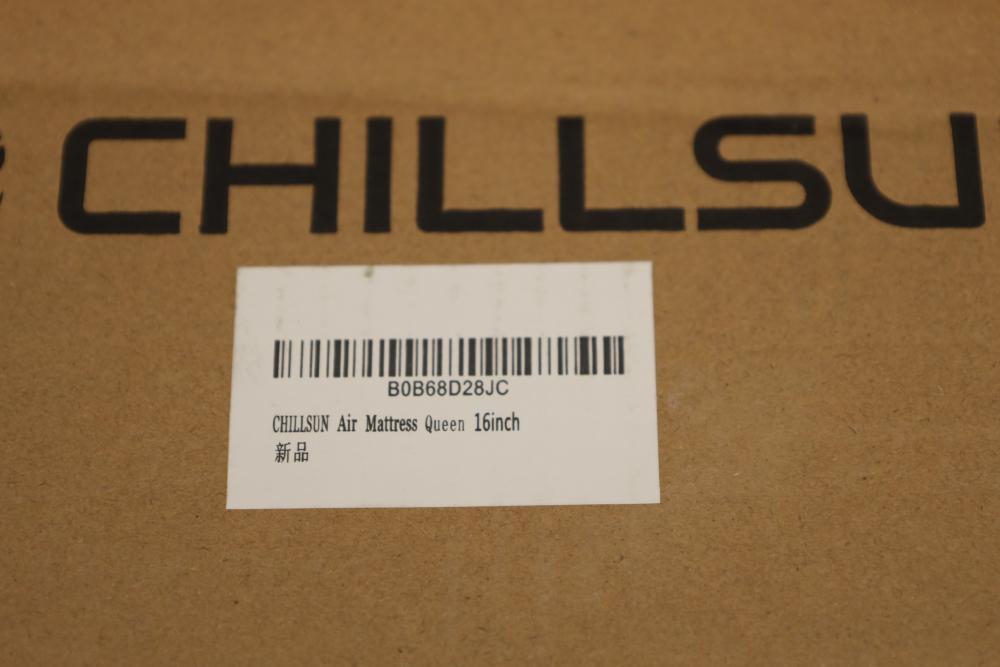 CHILLSU
B0B68D28JC
CHILLSUN Air Mattress Queen 16inch
新品